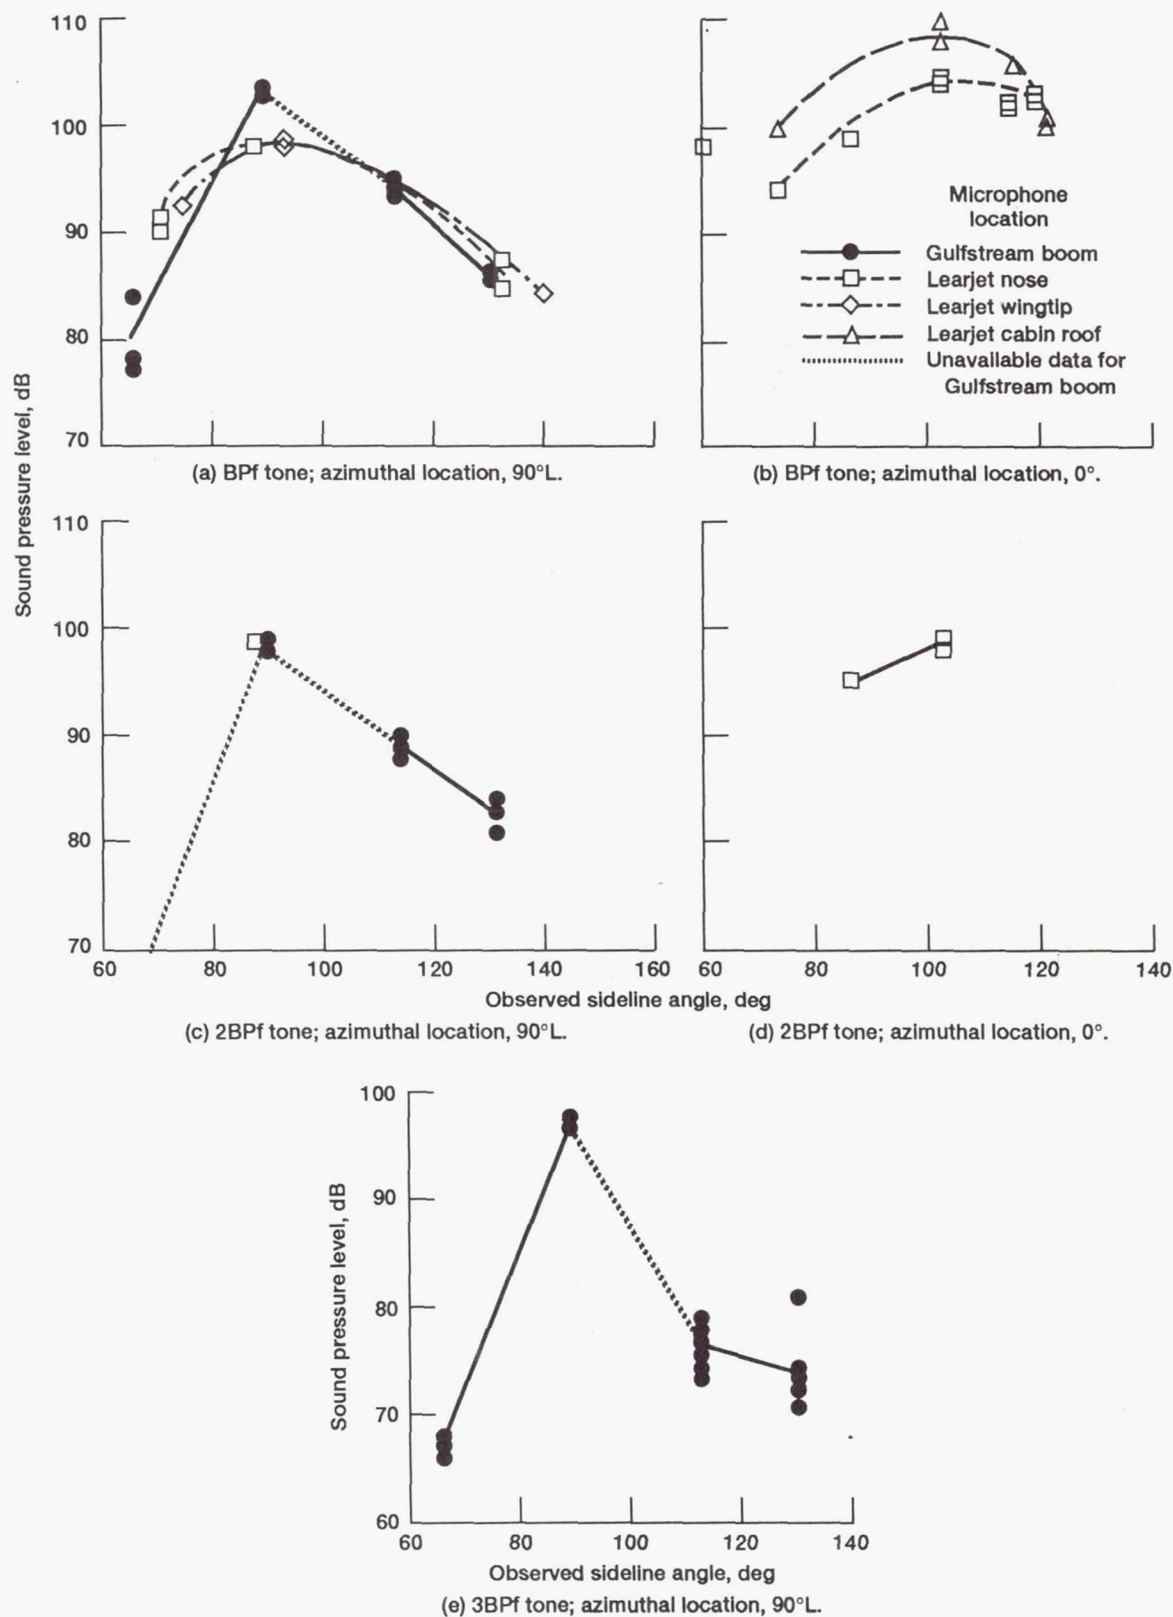 110
100
90
80
70
Sound pressure level, dB
(a) BPf tone; azimuthal location, 90°L.
Microphone
location
Gulfstream boom
Learjet nose
Learjet wingtip
Learjet cabin roof
Unavailable data for
Gulfstream boom
(b) BPf tone; azimuthal location, 0°.
110
100
90
80
70
60 80 100 120 140 160
60 80 100 120 140
Observed sideline angle, deg
(c) 2BPf tone; azimuthal location, 90°L.
(d) 2BPf tone; azimuthal location, 0°.
100
90
80
70
60
Sound pressure level, dB
60 80 100 120 140
Observed sideline angle, deg
(e) 3BPf tone; azimuthal location, 90°L.